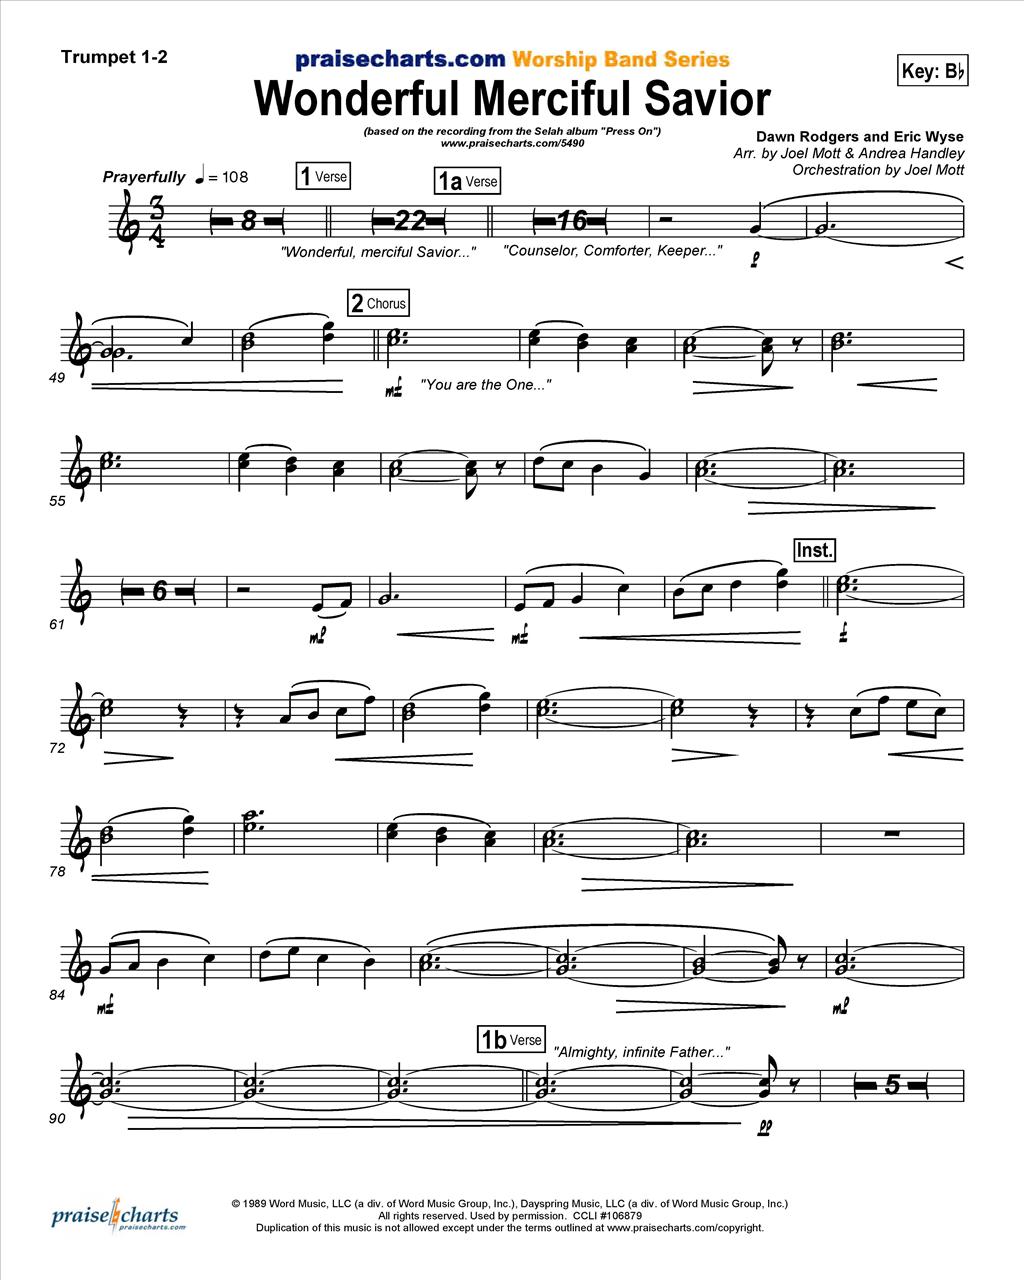 Trumpet 1-2
praisecharts.com Worship Band Series
Key: B♭
Wonderful Merciful Savior
(based on the recording from the Selah album "Press On")
www.praisecharts.com/5490
Dawn Rodgers and Eric Wyse
Arr. by Joel Mott & Andrea Handley
Orchestration by Joel Mott
Prayerfully ♩ = 108
1 Verse
1a Verse
3
4
8
22
16
"Wonderful, merciful Savior..."
"Counselor, Comforter, Keeper..."
p
2 Chorus
49
mf
"You are the One..."
55
Inst.
6
61
mp
mf
f
72
78
84
mf
mp
1b Verse
"Almighty, infinite Father..."
5
90
pp
praisecharts
praisecharts.com
© 1989 Word Music, LLC (a div. of Word Music Group, Inc.), Dayspring Music, LLC (a div. of Word Music Group, Inc.)
All rights reserved. Used by permission. CCLI #106879
Duplication of this music is not allowed except under the terms outlined at www.praisecharts.com/copyright.